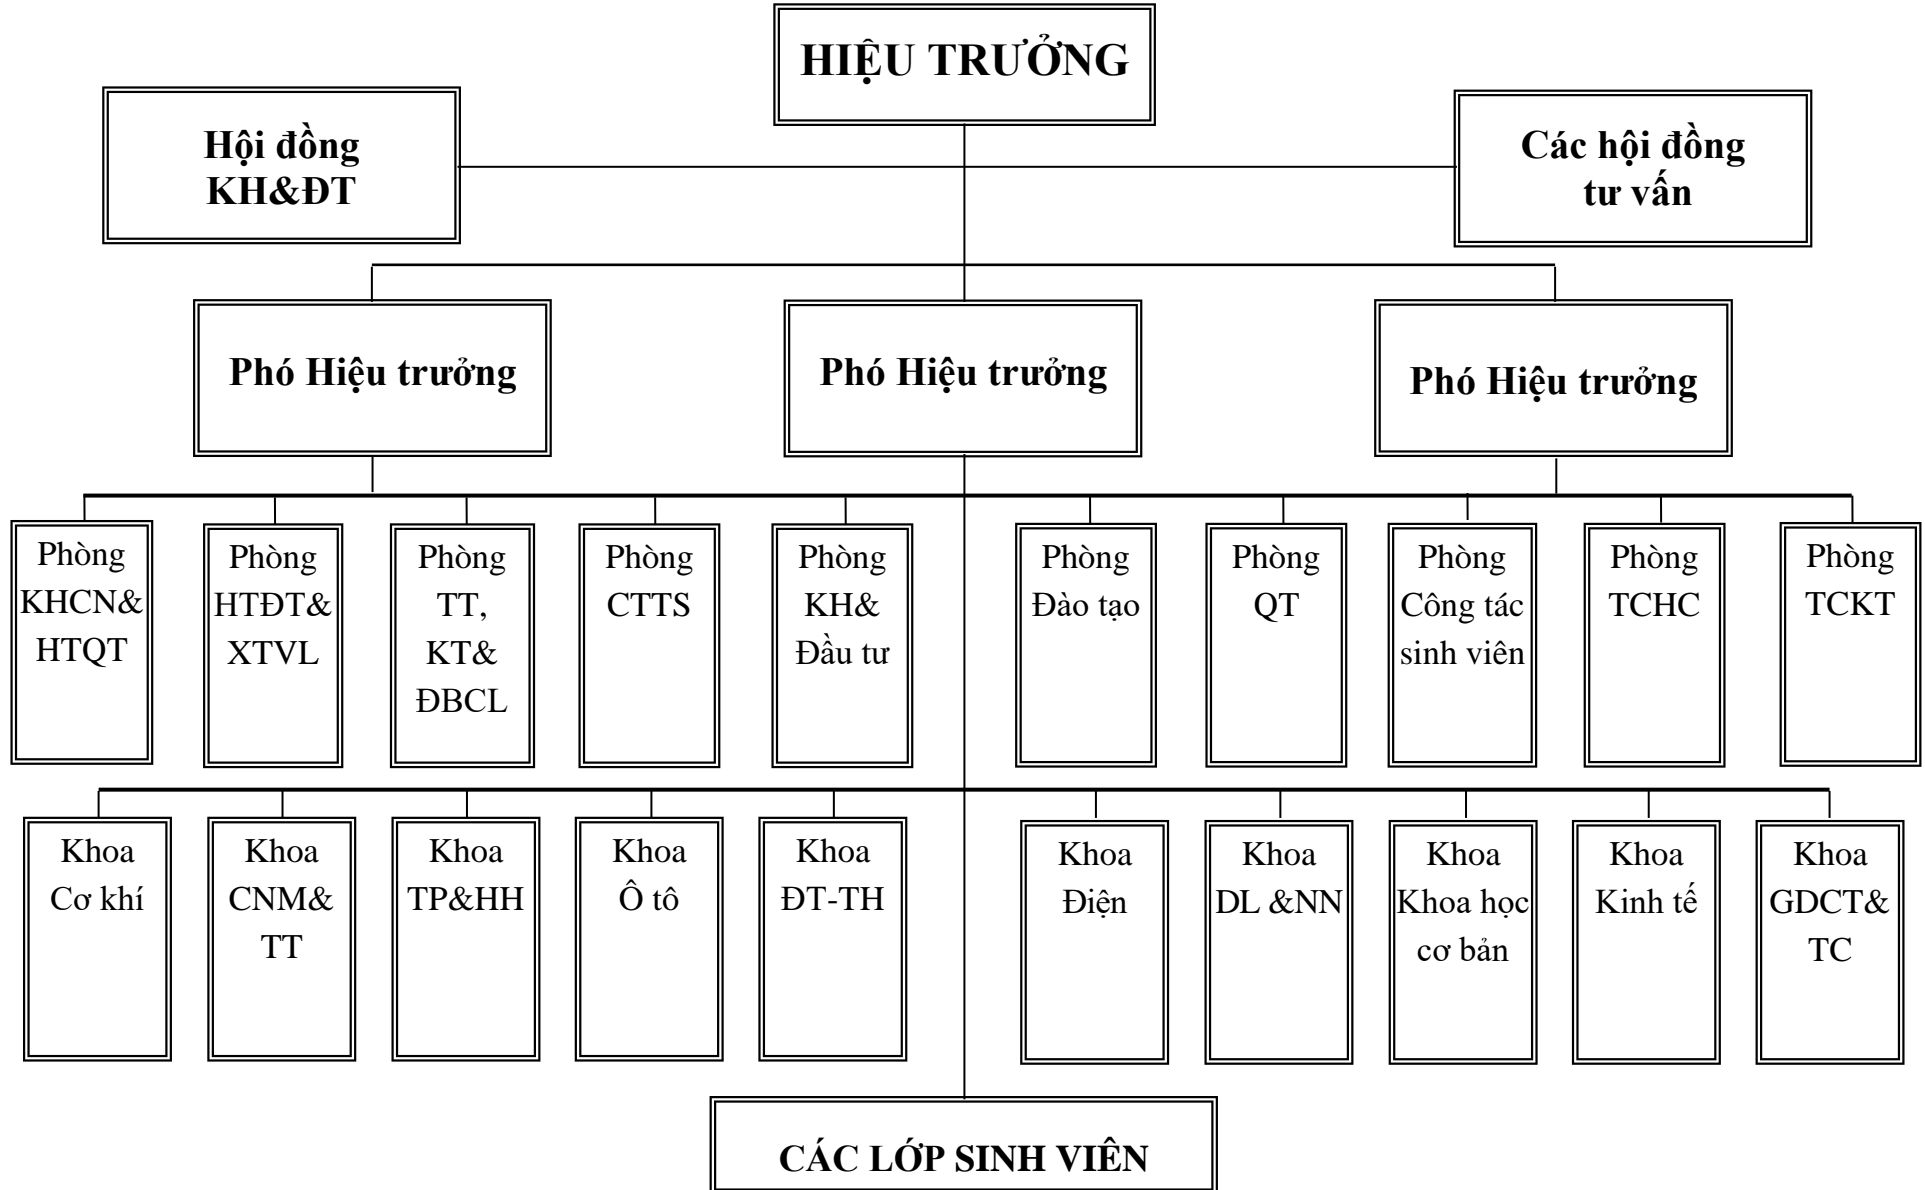 HIỆU TRƯỞNG
Hội đồng
KH&ĐT
Các hội đồng
tư vấn
Phó Hiệu trưởng
Phó Hiệu trưởng
Phó Hiệu trưởng
Phòng
KHCN&
HTQT
Phòng
HTĐT&
XTVL
Phòng
TT,
KT&
ĐBCL
Phòng
CTTS
Phòng
KH&
Đầu tư
Phòng
Đào tạo
Phòng
QT
Phòng
Công tác
sinh viên
Phòng
TCHC
Phòng
TCKT
Khoa
Cơ khí
Khoa
CNM&
TT
Khoa
TP&HH
Khoa
Ô tô
Khoa
ĐT-TH
Khoa
Điện
Khoa
DL &NN
Khoa
Khoa học
cơ bản
Khoa
Kinh tế
Khoa
GDCT&
TC
CÁC LỚP SINH VIÊN